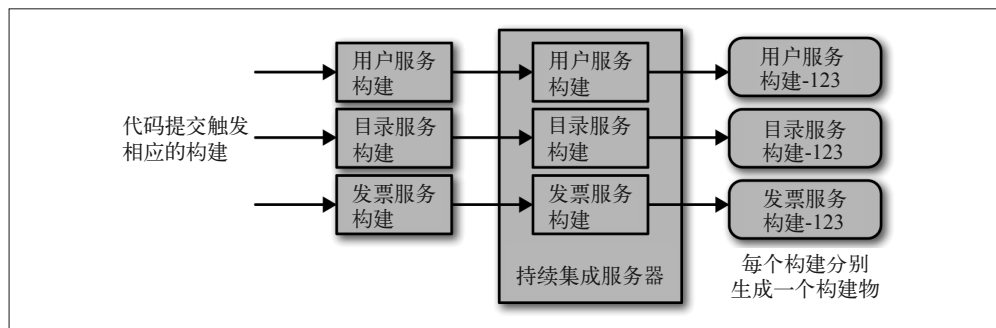 代码提交触发
相应的构建
用户服务
构建
目录服务
构建
发票服务
构建
用户服务
构建
目录服务
构建
发票服务
构建
持续集成服务器
用户服务
构建-123
目录服务
构建-123
发票服务
构建-123
每个构建分别
生成一个构建物